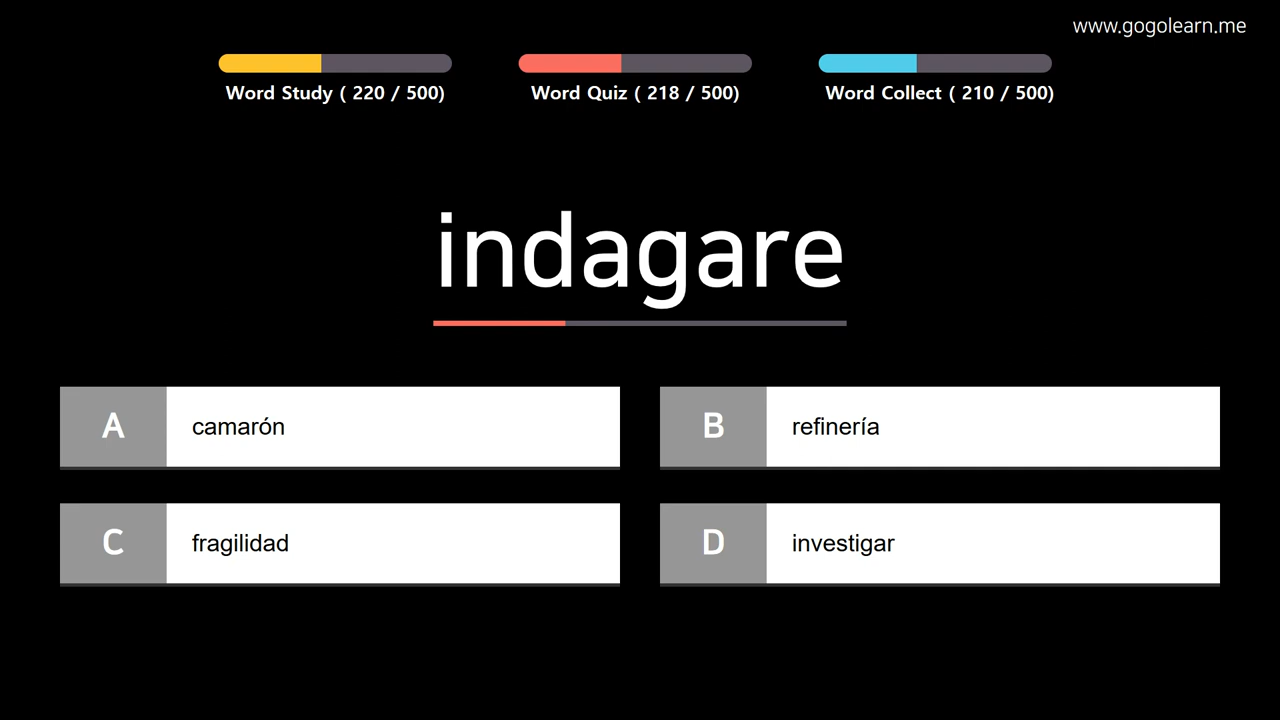 www.gogolearn.me
Word Study ( 220 / 500)
Word Quiz ( 218 / 500)
Word Collect ( 210 / 500)
indagare
A camarón
B refinería
C fragilidad
D investigar